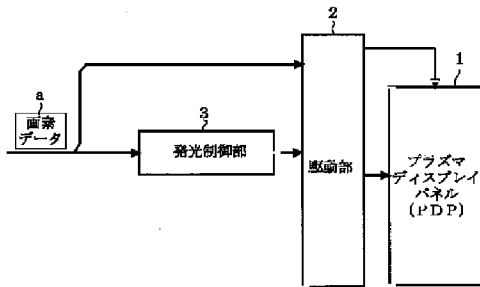 2
1
a
画素
データ
3
発光制御部
駆動部
プラズマ
ディスプレイ
パネル
(PDP)